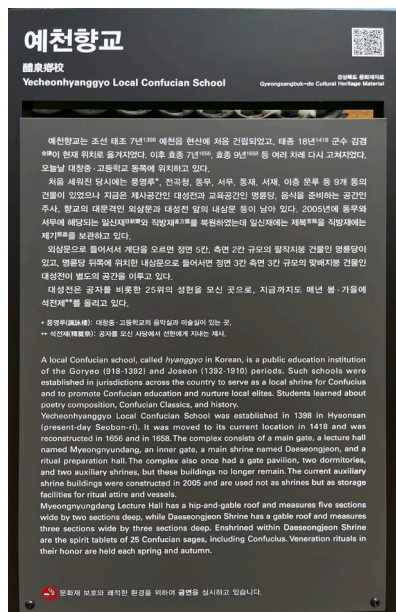 예천향교
醴泉鄕校
Yecheonhyanggyo Local Confucian School
경상북도 문화재자료
Gyeongsangbuk-do Cultural Heritage Material
예천향교는 조선 태조 7년1398 예천읍 현산에 처음 건립되었고, 태종 18년1418 군수 김겸
이 현재 위치로 옮겨지었다. 이후 효종 7년1656, 효종 9년1658 등 여러 차례 다시 고쳐지었다.
오늘날 대창중·고등학교 동쪽에 위치하고 있다.
처음 세워진 당시에는 풍영루*, 전곡청, 동무, 서무, 동재, 서재, 이층 문루 등 9개 동의
건물이 있었으나 지금은 제사공간인 대성전과 교육공간인 명륜당, 음식을 준비하는 공간인
주사, 향교의 대문격인 외삼문과 대성전 앞의 내삼문 등이 남아 있다. 2005년에 동무와
서무에 해당되는 일신재와 직방재를 복원하였는데 일신재에는 제복을 직방재에는
제기를 보관하고 있다.
외삼문으로 들어서서 계단을 오르면 정면 5칸, 측면 2칸 규모의 팔작지붕 건물인 명륜당이
있고, 명륜당 뒤쪽에 위치한 내삼문으로 들어서면 정면 3칸 측면 3칸 규모의 맞배지붕 건물인
대성전이 별도의 공간을 이루고 있다.
대성전은 공자를 비롯한 25위의 성현을 모신 곳으로, 지금까지도 매년 봄·가을에
석전제**를 올리고 있다.
* 풍영루(諷詠樓): 대창중·고등학교의 음악실과 미술실이 있는 곳.
** 석전제(釋奠祭): 공자를 모신 사당에서 선현에게 지내는 제사.
A local Confucian school, called hyanggyo in Korean, is a public education institution
of the Goryeo (918-1392) and Joseon (1392-1910) periods. Such schools were
established in jurisdictions across the country to serve as a local shrine for Confucius
and to promote Confucian education and nurture local elites. Students learned about
poetry composition, Confucian Classics, and history.
Yecheonhyanggyo Local Confucian School was established in 1398 in Hyeonsan
(present-day Seobon-ri). It was moved to its current location in 1418 and was
reconstructed in 1656 and in 1658. The complex consists of a main gate, a lecture hall
named Myeongnyundang, an inner gate, a main shrine named Daeseongjeon, and a
ritual preparation hall. The complex also once had a gate pavilion, two dormitories,
and two auxiliary shrines, but these buildings no longer remain. The current auxiliary
shrine buildings were constructed in 2005 and are used not as shrines but as storage
facilities for ritual attire and vessels.
Myeongnyungdang Lecture Hall has a hip-and-gable roof and measures five sections
wide by two sections deep, while Daeseongjeon Shrine has a gable roof and measures
three sections wide by three sections deep. Enshrined within Daeseongjeon Shrine
are the spirit tablets of 25 Confucian sages, including Confucius. Veneration rituals in
their honor are held each spring and autumn.
문화재 보호와 쾌적한 환경을 위하여 금연을 실시하고 있습니다.